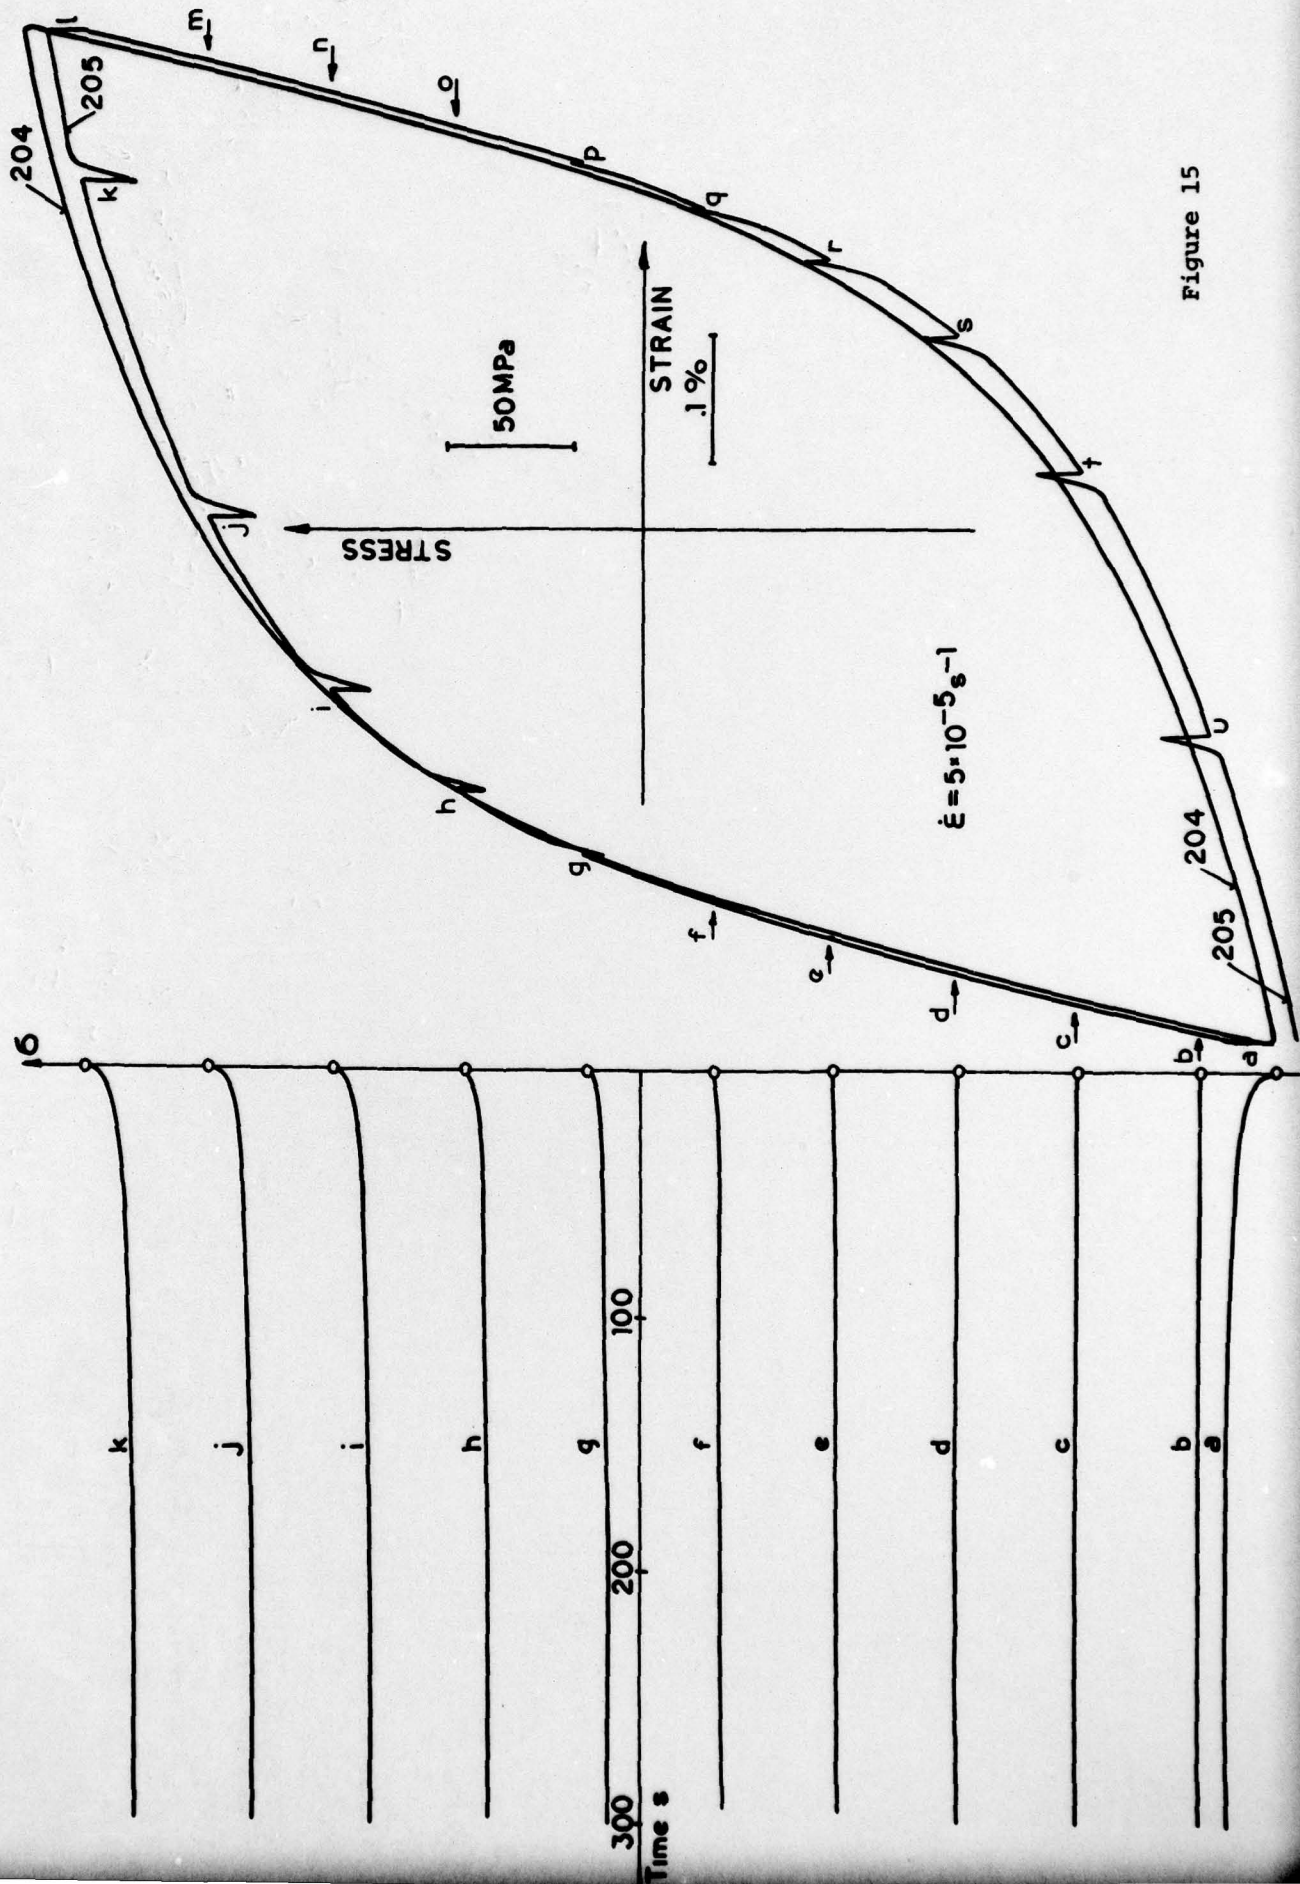 204
205
l
m
n
o
p
q
r
s
t
u
k
j
i
h
g
f
e
d
c
b
a
STRESS
50MPa
STRAIN
.1%
Ė=5*10⁻⁵s⁻¹
204
205
Figure 15
σ
k
j
i
h
g
f
e
d
c
b
a
100
200
300
Time s